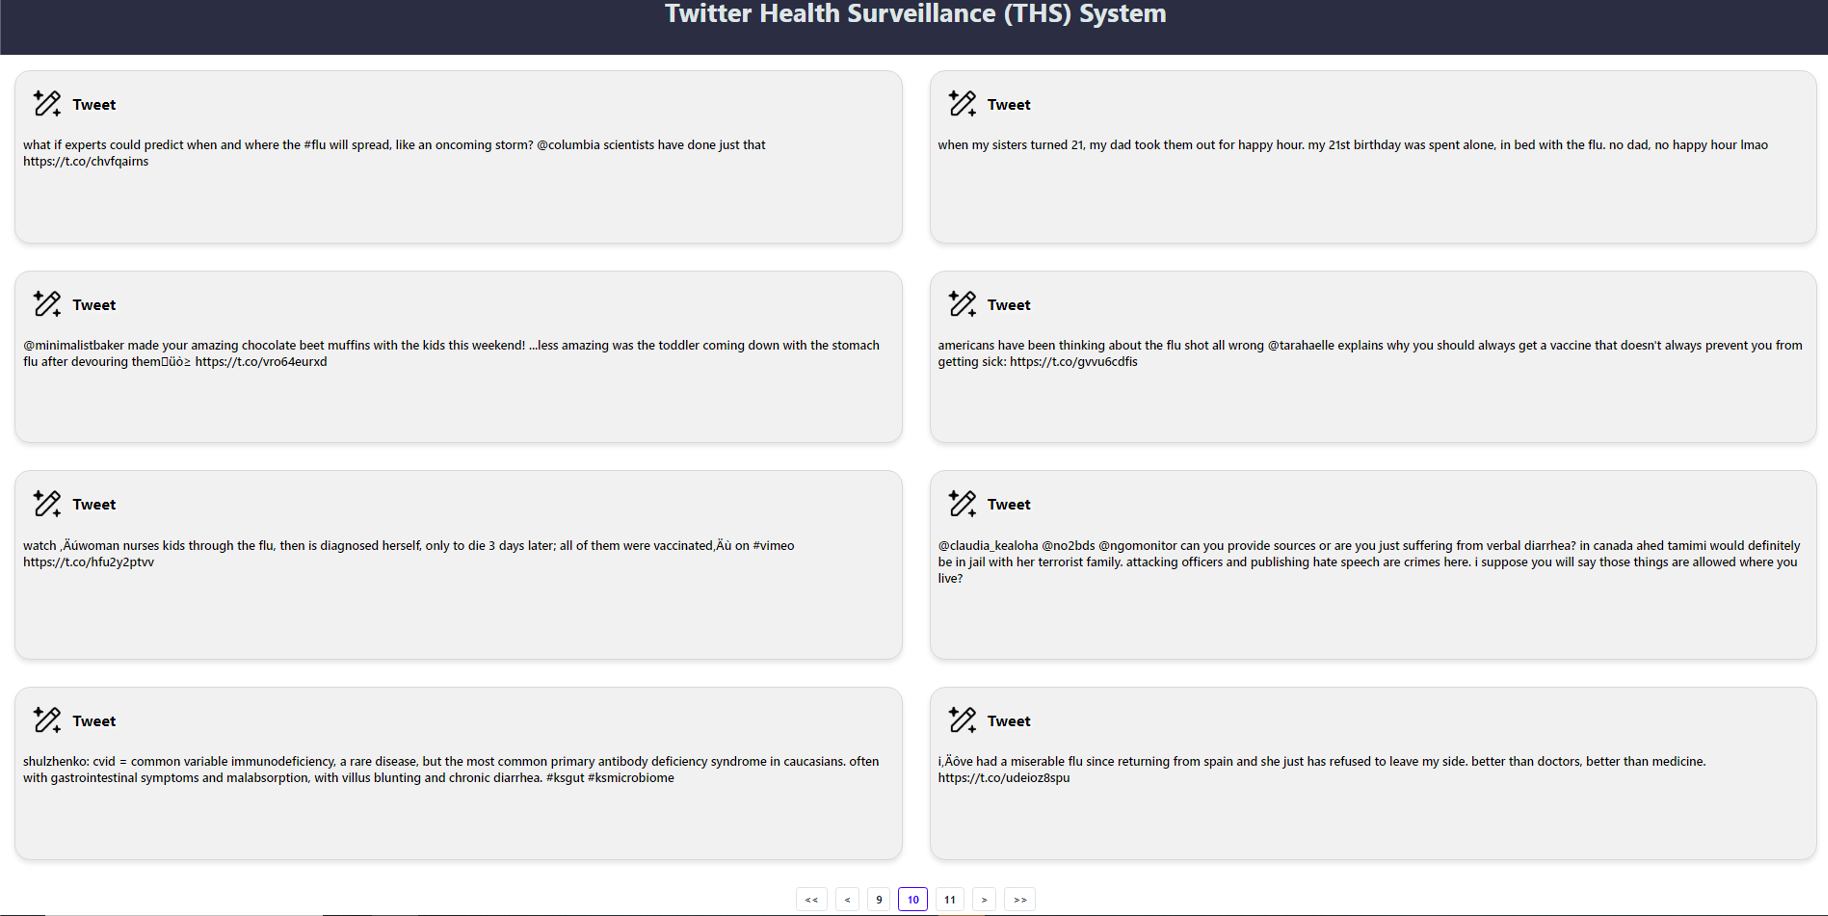 Twitter Health Surveillance (THS) System
Tweet
what if experts could predict when and where the #flu will spread, like an oncoming storm? @columbia scientists have done just that
https://t.co/chvfqairns
Tweet
when my sisters turned 21, my dad took them out for happy hour. my 21st birthday was spent alone, in bed with the flu. no dad, no happy hour lmao
Tweet
@minimalistbaker made your amazing chocolate beet muffins with the kids this weekend! ...less amazing was the toddler coming down with the stomach
flu after devouring them▯üò≥ https://t.co/vro64eurxd
Tweet
americans have been thinking about the flu shot all wrong @tarahaelle explains why you should always get a vaccine that doesn't always prevent you from
getting sick: https://t.co/gvvu6cdfis
Tweet
watch ‚Äúwoman nurses kids through the flu, then is diagnosed herself, only to die 3 days later; all of them were vaccinated‚Äù on #vimeo
https://t.co/hfu2y2ptvv
Tweet
@claudia_kealoha @no2bds @ngomonitor can you provide sources or are you just suffering from verbal diarrhea? in canada ahed tamimi would definitely
be in jail with her terrorist family. attacking officers and publishing hate speech are crimes here. i suppose you will say those things are allowed where you
live?
Tweet
shulzhenko: cvid = common variable immunodeficiency, a rare disease, but the most common primary antibody deficiency syndrome in caucasians. often
with gastrointestinal symptoms and malabsorption, with villus blunting and chronic diarrhea. #ksgut #ksmicrobiome
Tweet
i‚Äôve had a miserable flu since returning from spain and she just has refused to leave my side. better than doctors, better than medicine.
https://t.co/udeioz8spu
<< < 9 10 11 > >>